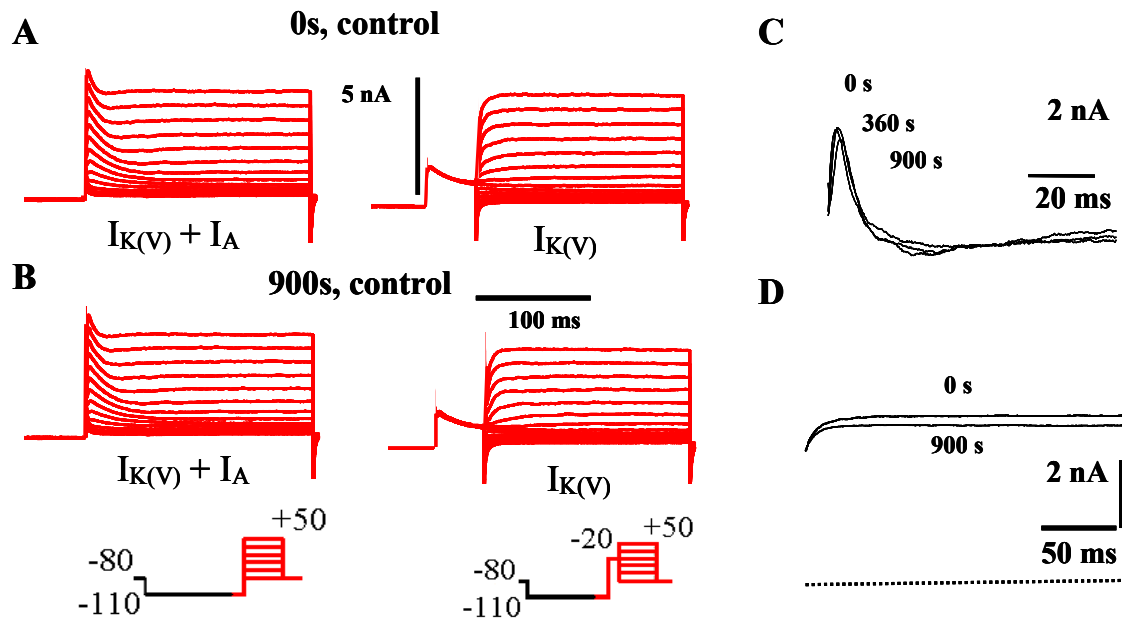 A
0s, control
5 nA
I_K(V) + I_A
I_K(V)
B
900s, control
100 ms
I_K(V) + I_A
I_K(V)
+50
-80
-110
-20 +50
-80
-110
C
0 s
360 s
900 s
2 nA
20 ms
D
0 s
900 s
2 nA
50 ms